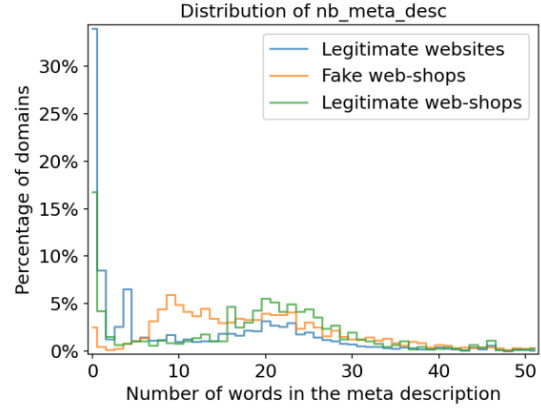 Distribution of nb_meta_desc
Legitimate websites
Fake web-shops
Legitimate web-shops
Percentage of domains
30%
25%
20%
15%
10%
5%
0%
0 10 20 30 40 50
Number of words in the meta description